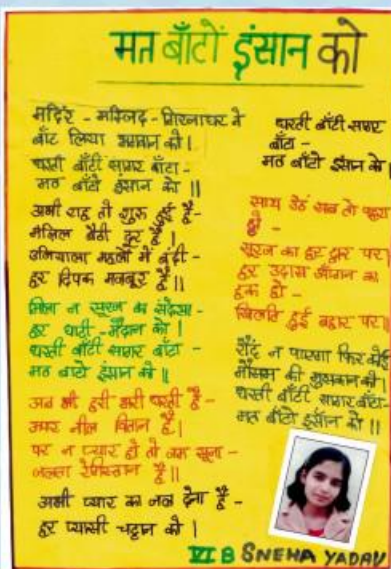 मत बाँटों इंसान को
मंदिर - मस्जिद - गिरजाघर ने
बाँट लिया भगवान को।
धरती बाँटी सागर बाँटा -
मत बाँटो इंसान को ॥
अभी राह तो शुरू हुई है -
मंजिल बैठी दूर है।
उजियाला महलों में बंदी -
हर दिपक मजबूर है॥
मिला न सूरज का संदेसा -
हर घाटी - मैदान को।
धरती बाँटी सागर बाँटा -
मत बाटो इंसान को॥
अब भी हरी भरी धरती है -
ऊपर नील वितान है।
पर न प्यार हो तो जग सूना -
जलता रेगिस्तान है॥
अभी प्यार का जल देना है -
हर प्यासी चट्टान को।
धरती बाँटी सागर
बाँटा -
मत बाँटो इंसान को।
साथ उठें सब तो पहरा
हो -
सूरज का हर द्वार पर।
हर उदास आँगन का
हक हो -
खिलती हुई बहार पर॥
रौंद न पाएगा फिर कोई
मौसम की मुस्कान को।
धरती बाँटी सागर बाँटा -
मत बाँटो इंसान को॥
VI B SNEHA YADAV